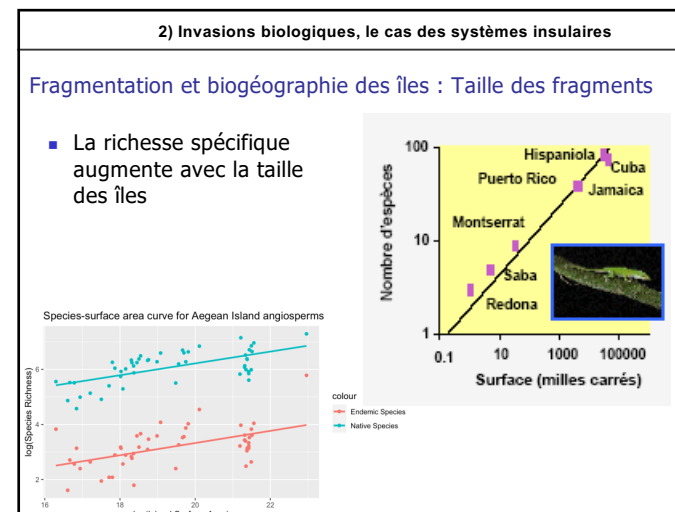 2) Invasions biologiques, le cas des systèmes insulaires
Fragmentation et biogéographie des îles : Taille des fragments
La richesse spécifique
augmente avec la taille
des îles
Nombre d'espèces
100
10
1
Hispaniola
Cuba
Puerto Rico
Jamaica
Montserrat
Saba
Redona
0.1
10
1000
100000
Surface (milles carrés)
Species-surface area curve for Aegean Island angiosperms
log(Species Richness)
6
4
2
16
18
20
22
colour
Endemic Species
Native Species